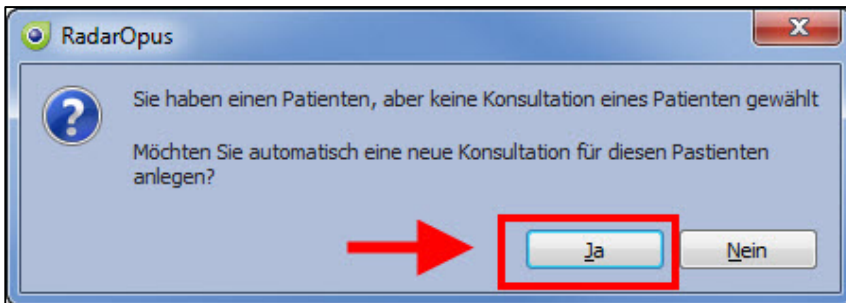 RadarOpus
Sie haben einen Patienten, aber keine Konsultation eines Patienten gewählt
Möchten Sie automatisch eine neue Konsultation für diesen Pastienten
anlegen?
Ja
Nein